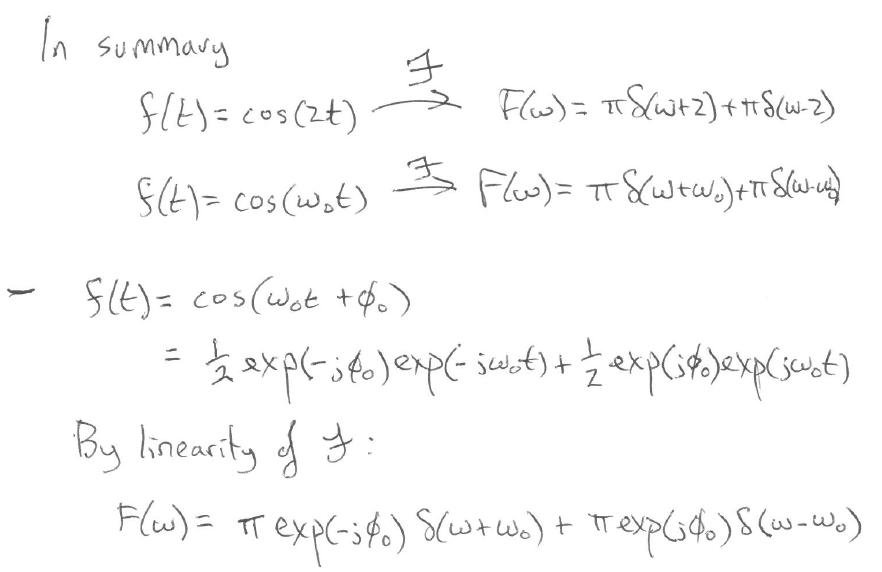 In summary
f(t) = cos(2t) —ℱ→ F(ω) = πδ(ω+2) + πδ(ω-2)
f(t) = cos(ω₀t) —ℱ→ F(ω) = πδ(ω+ω₀) + πδ(ω-ω₀)
– f(t) = cos(ω₀t + φ₀)
= ½ exp(-jφ₀) exp(-jω₀t) + ½ exp(jφ₀) exp(jω₀t)
By linearity of ℱ:
F(ω) = π exp(-jφ₀) δ(ω+ω₀) + π exp(jφ₀) δ(ω-ω₀)